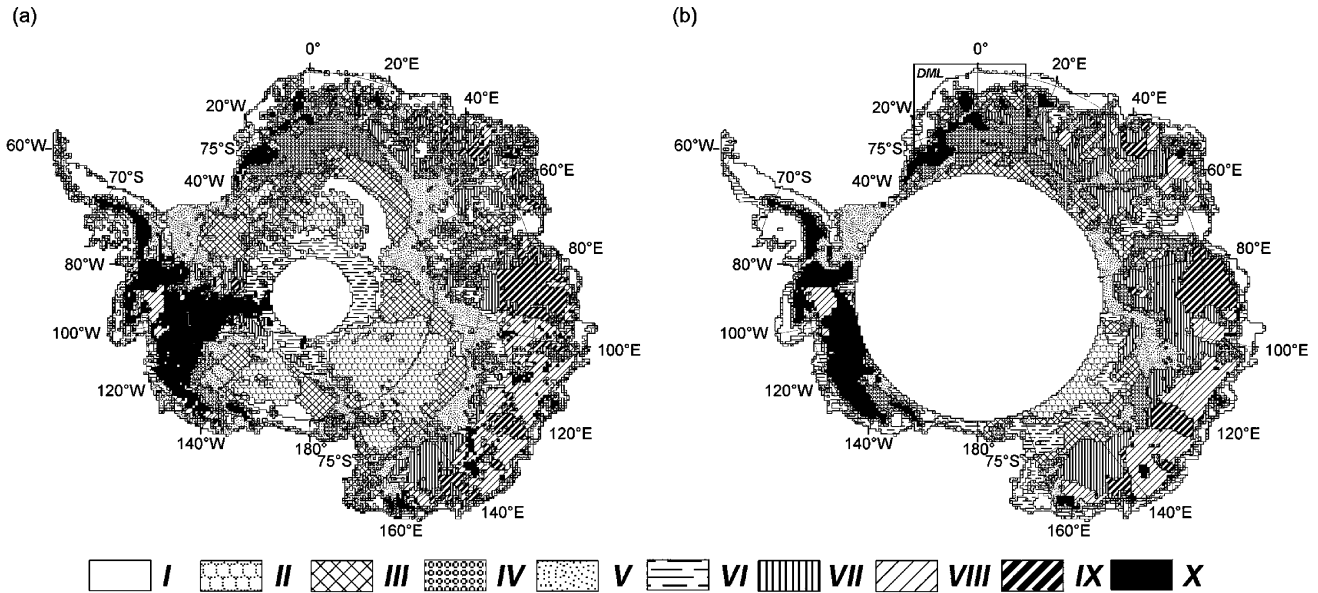 (a)
(b)
0°
20°E
40°E
60°E
80°E
100°E
120°E
140°E
160°E
180°
75°S
140°W
120°W
100°W
80°W
60°W
70°S
40°W
75°S
20°W
0°
DML
20°E
40°E
60°E
80°E
100°E
120°E
140°E
160°E
180°
75°S
140°W
120°W
100°W
80°W
60°W
70°S
40°W
75°S
20°W
I II III IV V VI VII VIII IX X